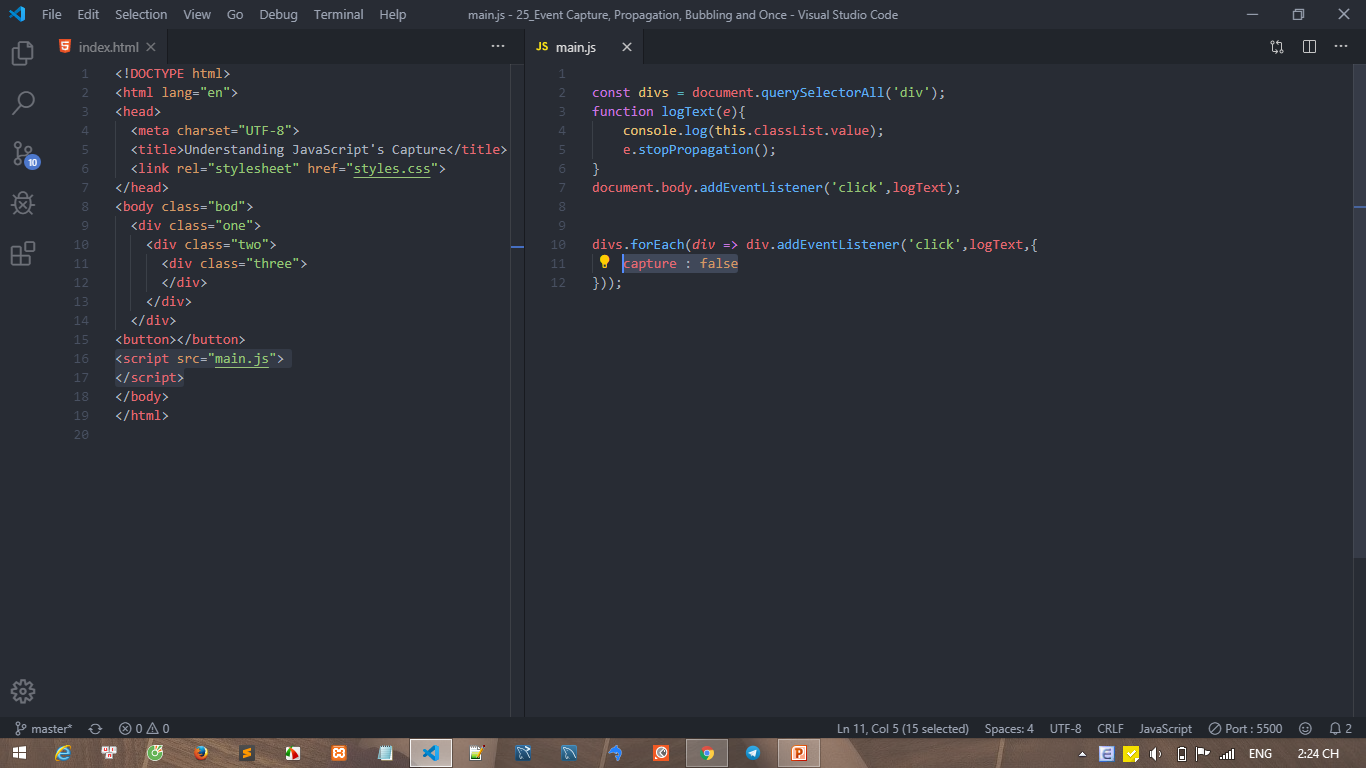 File Edit Selection View Go Debug Terminal Help main.js - 25_Event Capture, Propagation, Bubbling and Once - Visual Studio Code
index.html
1 <!DOCTYPE html>
2 <html lang="en">
3 <head>
4 <meta charset="UTF-8">
5 <title>Understanding JavaScript's Capture</title>
6 <link rel="stylesheet" href="styles.css">
7 </head>
8 <body class="bod">
9 <div class="one">
10 <div class="two">
11 <div class="three">
12 </div>
13 </div>
14 </div>
15 <button></button>
16 <script src="main.js">
17 </script>
18 </body>
19 </html>
20
JS main.js
1
2 const divs = document.querySelectorAll('div');
3 function logText(e){
4 console.log(this.classList.value);
5 e.stopPropagation();
6 }
7 document.body.addEventListener('click',logText);
8
9
10 divs.forEach(div => div.addEventListener('click',logText,{
11 capture : false
12 }));
10
master* 0 0 Ln 11, Col 5 (15 selected) Spaces: 4 UTF-8 CRLF JavaScript Port : 5500 2
ENG 2:24 CH